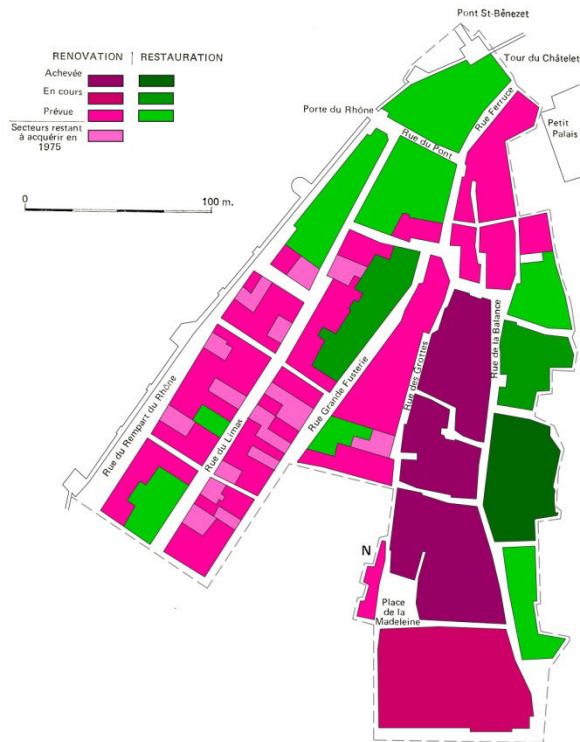 Pont St-Bênezet
RENOVATION RESTAURATION
Achevée
En cours
Prévue
Secteurs restant
à acquérir en
1975
Tour du Châtelet
Porte du Rhône
Rue Ferruce
Petit
Palais
Rue du Pont
0 100 m.
Rue de la Balance
Rue des Grottes
Rue Grande Fusterie
Rue du Limas
Rue du Rempart du Rhône
N
Place
de la
Madeleine